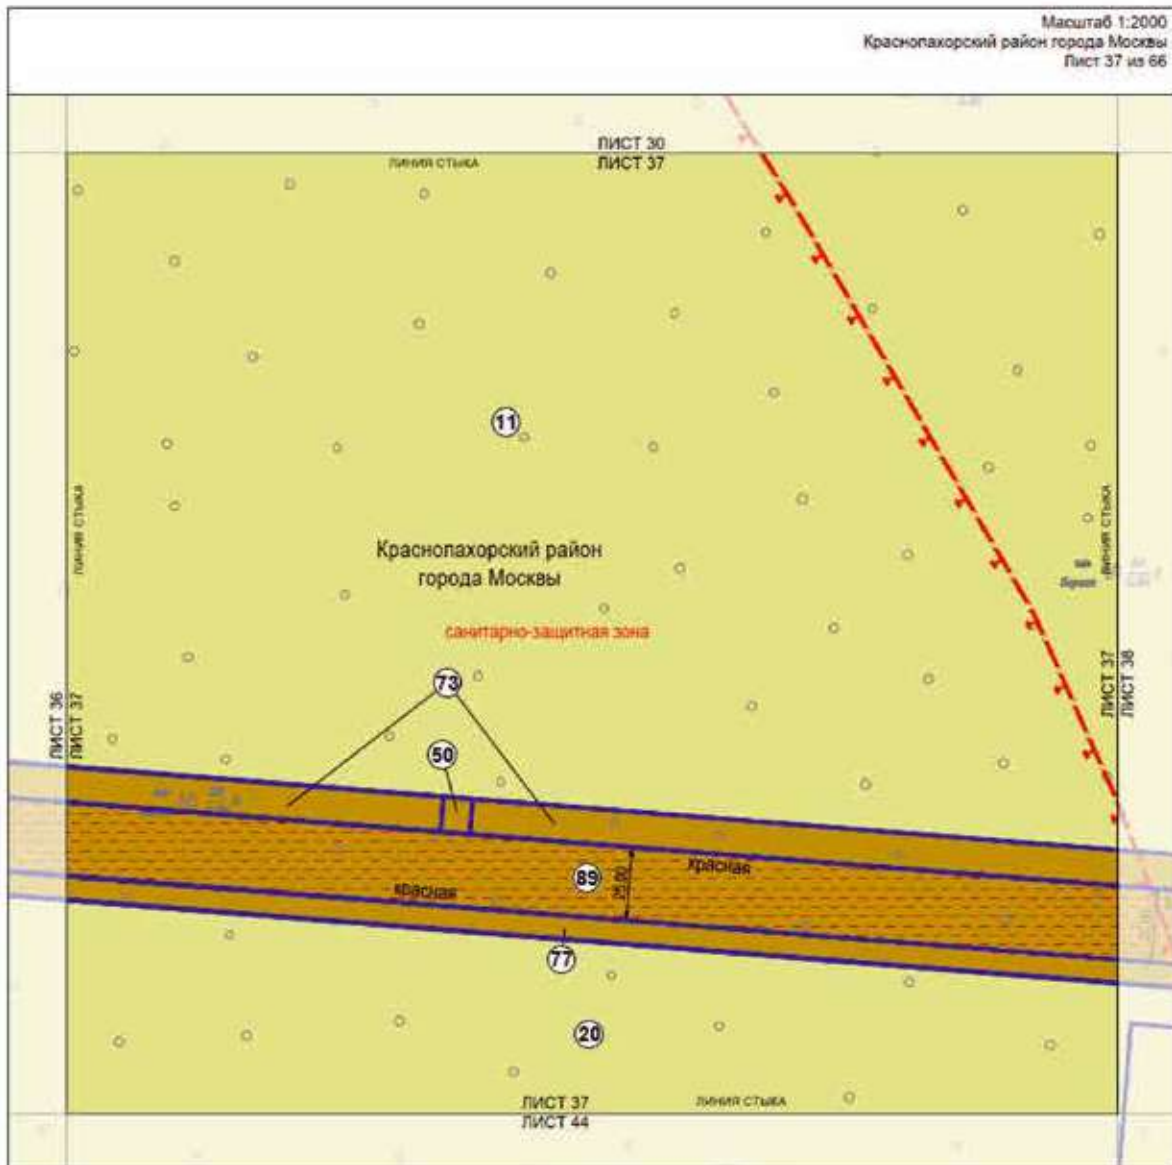 Масштаб 1:2000
Краснопахорский район города Москвы
Лист 37 из 66
ЛИСТ 30
ЛИНИЯ СТЫКА
ЛИСТ 37
11
ЛИНИЯ СТЫКА
ЛИНИЯ СТЫКА
Краснопахорский район
города Москвы
санитарно-защитная зона
ЛИСТ 36
ЛИСТ 37
73
ЛИСТ 37
ЛИСТ 38
50
красная
89
красная
77
20
ЛИСТ 37
ЛИНИЯ СТЫКА
ЛИСТ 44